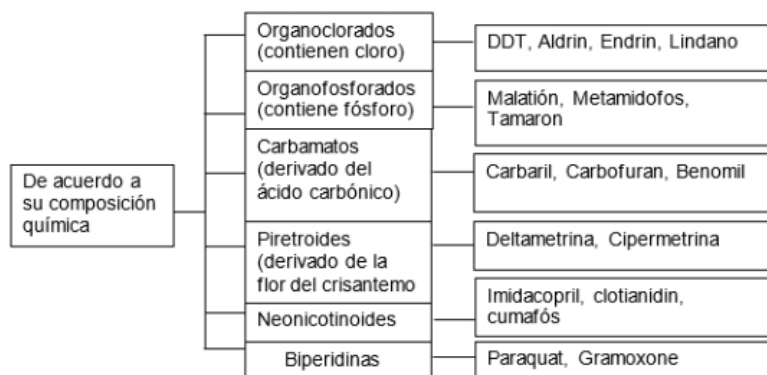 De acuerdo a
su composición
química
Organoclorados
(contienen cloro)
DDT, Aldrin, Endrin, Lindano
Organofosforados
(contiene fósforo)
Malatión, Metamidofos,
Tamaron
Carbamatos
(derivado del
ácido carbónico)
Carbaril, Carbofuran, Benomil
Piretroides
(derivado de la
flor del crisantemo
Deltametrina, Cipermetrina
Neonicotinoides
Imidacopril, clotianidin,
cumafós
Biperidinas
Paraquat, Gramoxone